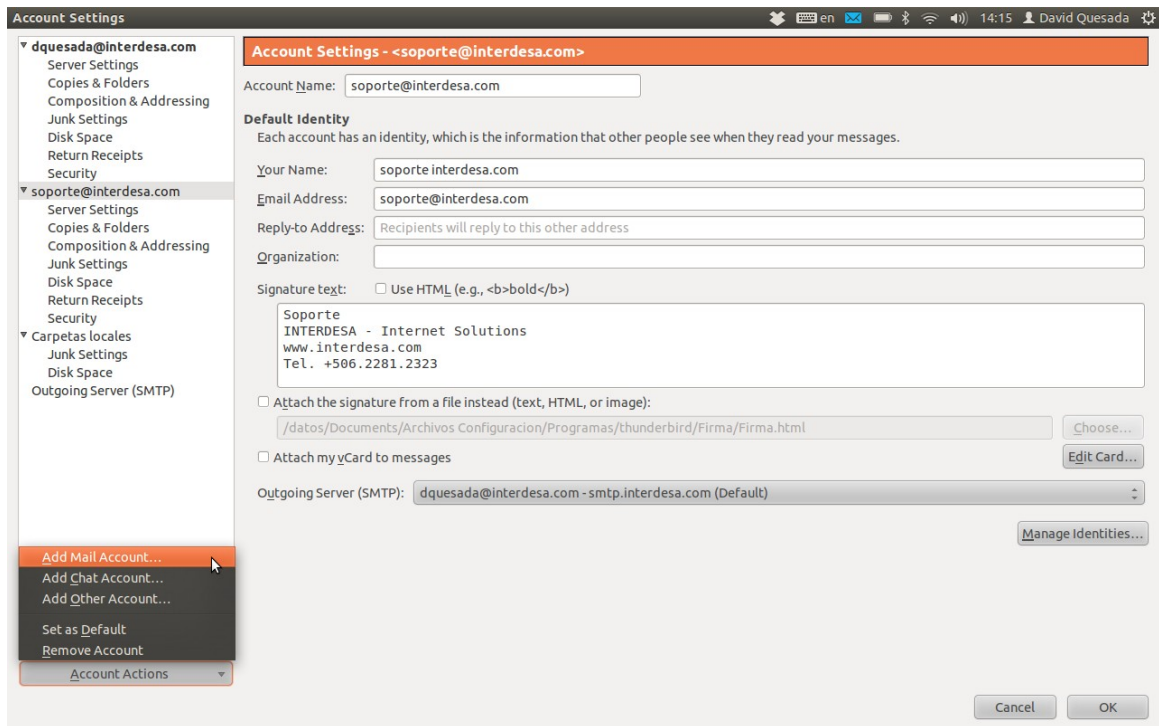 Account Settings
en
14:15
David Quesada
dquesada@interdesa.com
Server Settings
Copies & Folders
Composition & Addressing
Junk Settings
Disk Space
Return Receipts
Security
soporte@interdesa.com
Server Settings
Copies & Folders
Composition & Addressing
Junk Settings
Disk Space
Return Receipts
Security
Carpetas locales
Junk Settings
Disk Space
Outgoing Server (SMTP)
Add Mail Account...
Add Chat Account...
Add Other Account...
Set as Default
Remove Account
Account Actions
Account Settings - <soporte@interdesa.com>
Account Name: soporte@interdesa.com
Default Identity
Each account has an identity, which is the information that other people see when they read your messages.
Your Name: soporte interdesa.com
Email Address: soporte@interdesa.com
Reply-to Address: Recipients will reply to this other address
Organization:
Signature text: Use HTML (e.g., <b>bold</b>)
Soporte
INTERDESA - Internet Solutions
www.interdesa.com
Tel. +506.2281.2323
Attach the signature from a file instead (text, HTML, or image):
/datos/Documents/Archivos Configuracion/Programas/thunderbird/Firma/Firma.html Choose...
Attach my vCard to messages Edit Card...
Outgoing Server (SMTP): dquesada@interdesa.com - smtp.interdesa.com (Default)
Manage Identities...
Cancel OK